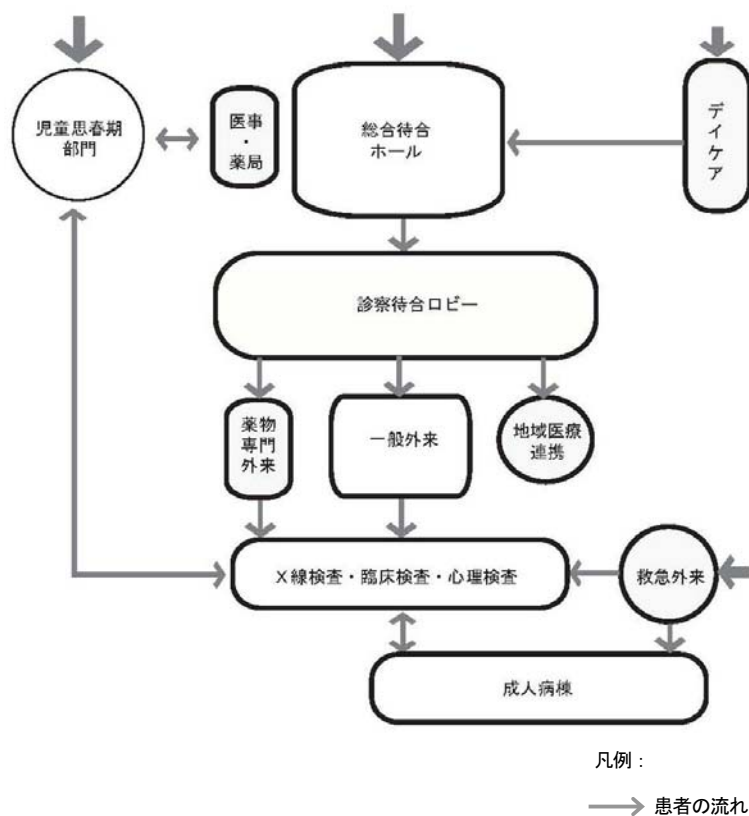 児童思春期
部門
医事
・
薬局
総合待合
ホール
デイケア
診察待合ロビー
薬物
専門
外来
一般外来
地域医療
連携
X線検査・臨床検査・心理検査
救急外来
成人病棟
凡例：
患者の流れ